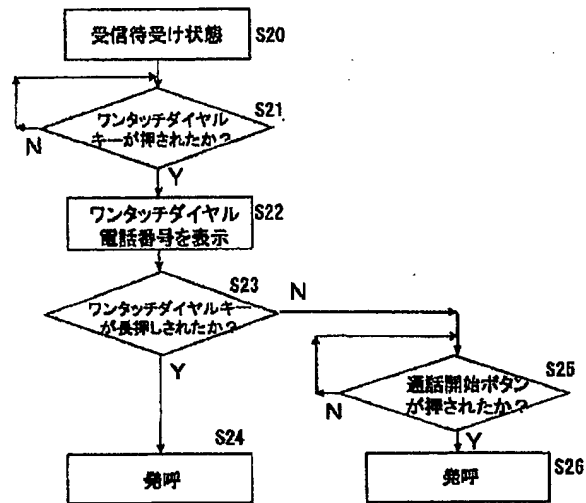 受信待受け状態
S20
S21
ワンタッチダイヤル
キーが押されたか？
N
Y
S22
ワンタッチダイヤル
電話番号を表示
S23
ワンタッチダイヤルキー
が長押しされたか？
N
Y
S25
通話開始ボタン
が押されたか？
N
Y
S24
発呼
S26
発呼